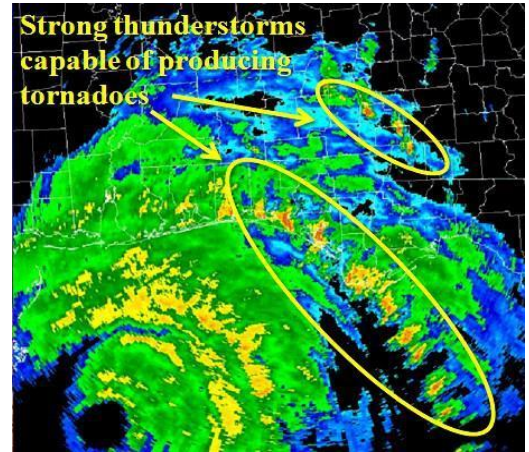 Strong thunderstorms
capable of producing
tornadoes